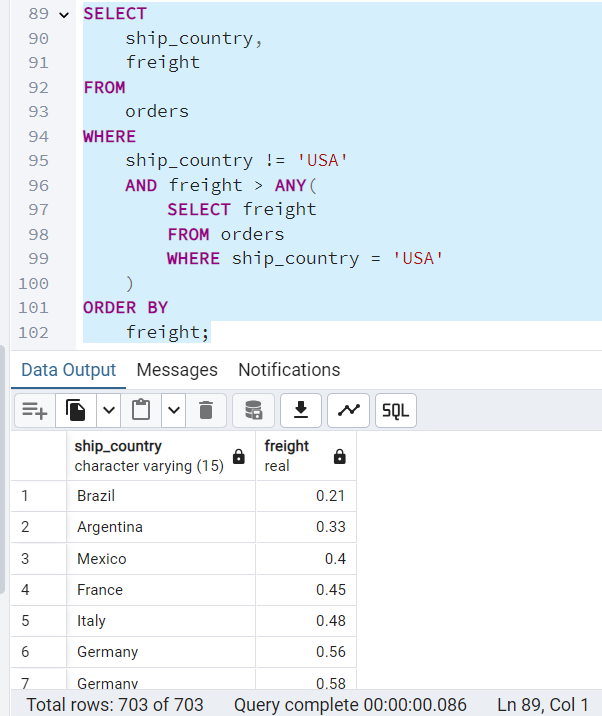 89 SELECT
90 ship_country,
91 freight
92 FROM
93 orders
94 WHERE
95 ship_country != 'USA'
96 AND freight > ANY(
97 SELECT freight
98 FROM orders
99 WHERE ship_country = 'USA'
100 )
101 ORDER BY
102 freight;
Data Output Messages Notifications
SQL
ship_country freight
character varying (15) real
1 Brazil 0.21
2 Argentina 0.33
3 Mexico 0.4
4 France 0.45
5 Italy 0.48
6 Germany 0.56
7 Germany 0.58
Total rows: 703 of 703 Query complete 00:00:00.086 Ln 89, Col 1